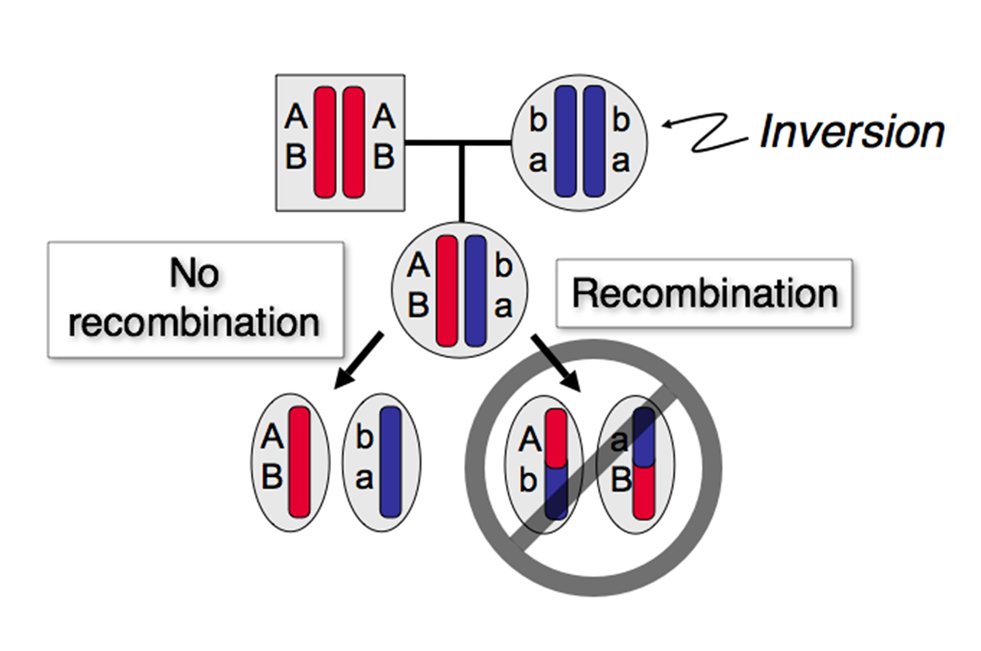 A A
B B
b b
a a
Inversion
No
recombination
A b
B a
Recombination
A
B
b
a
A
b
a
B